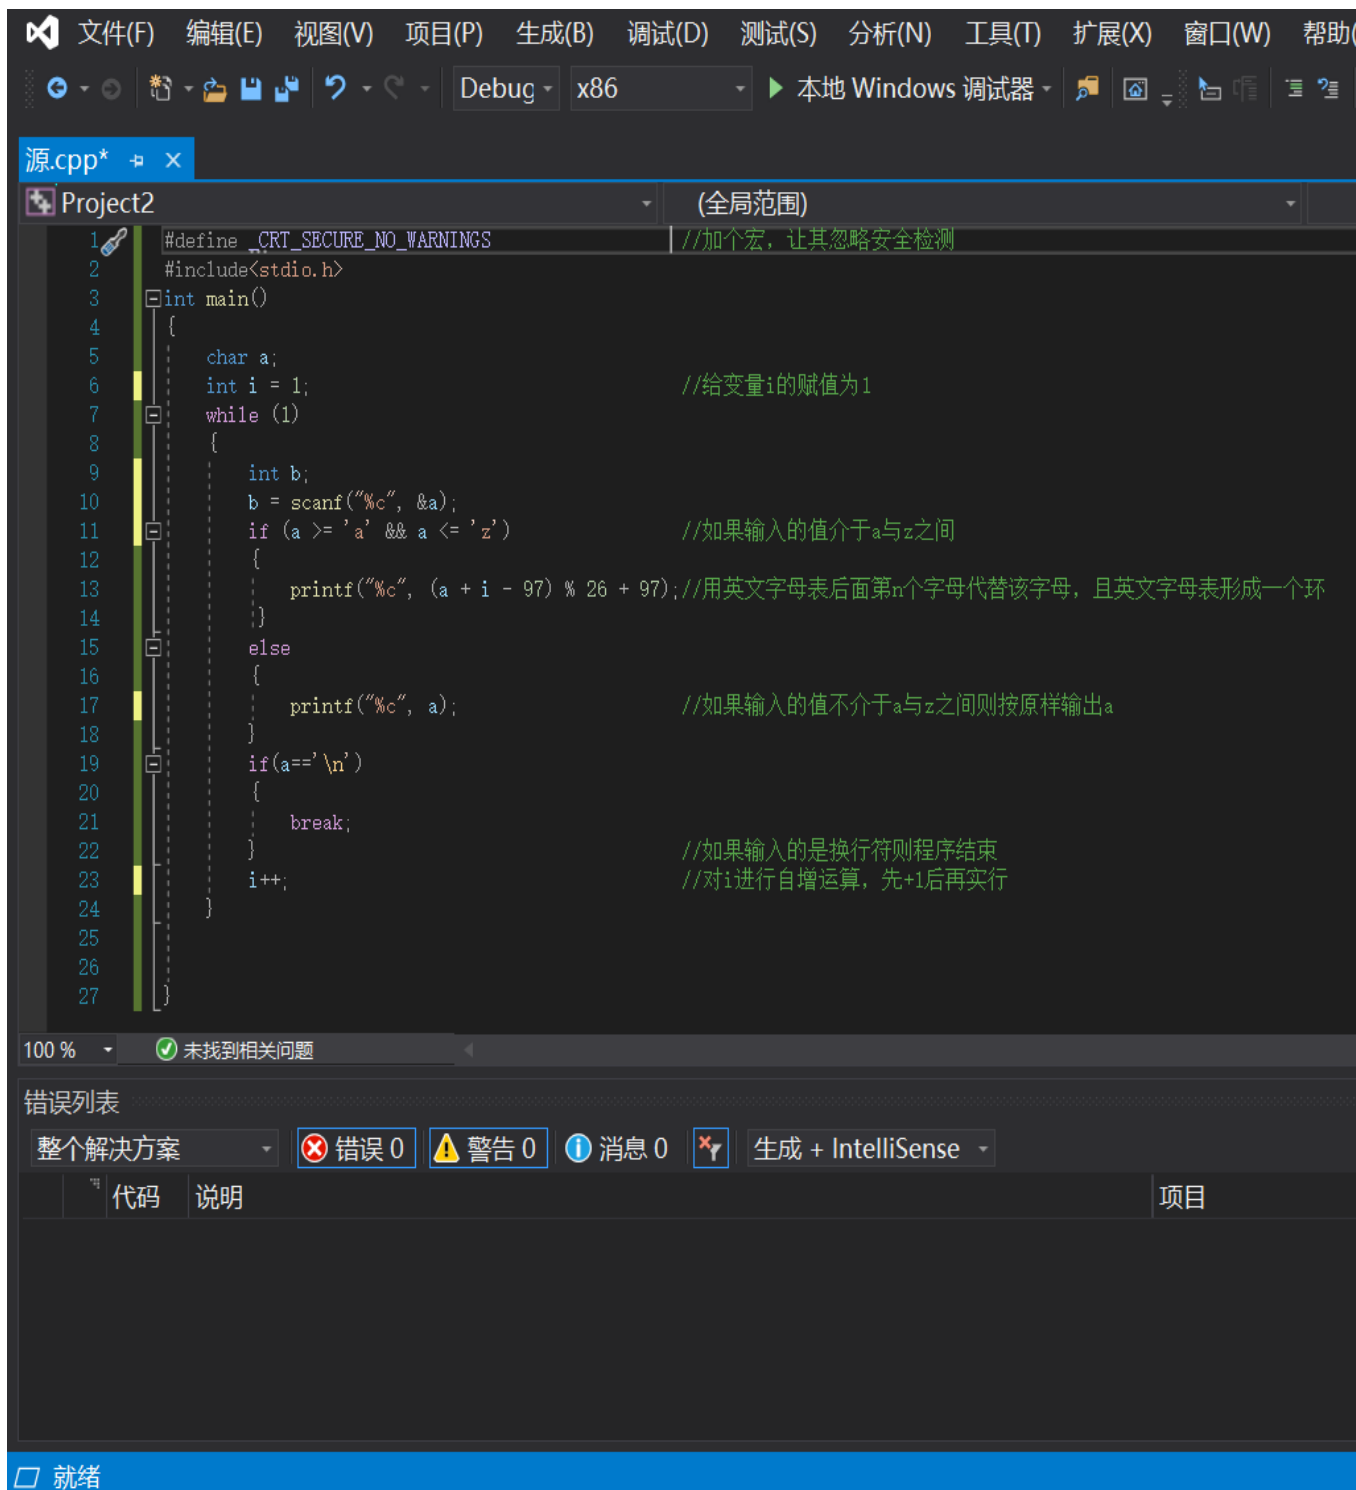 文件(F) 编辑(E) 视图(V) 项目(P) 生成(B) 调试(D) 测试(S) 分析(N) 工具(T) 扩展(X) 窗口(W) 帮助(
Debug x86 本地 Windows 调试器
源.cpp*
Project2 (全局范围)
1 #define _CRT_SECURE_NO_WARNINGS //加个宏，让其忽略安全检测
2 #include<stdio.h>
3 int main()
4 {
5 char a;
6 int i = 1; //给变量i的赋值为1
7 while (1)
8 {
9 int b;
10 b = scanf("%c", &a);
11 if (a >= 'a' && a <= 'z') //如果输入的值介于a与z之间
12 {
13 printf("%c", (a + i - 97) % 26 + 97);//用英文字母表后面第n个字母代替该字母，且英文字母表形成一个环
14 }
15 else
16 {
17 printf("%c", a); //如果输入的值不介于a与z之间则按原样输出a
18 }
19 if(a=='\n')
20 {
21 break;
22 } //如果输入的是换行符则程序结束
23 i++; //对i进行自增运算，先+1后再实行
24 }
25
26
27 }
100 % 未找到相关问题
错误列表
整个解决方案 错误 0 警告 0 消息 0 生成 + IntelliSense
代码 说明 项目
就绪